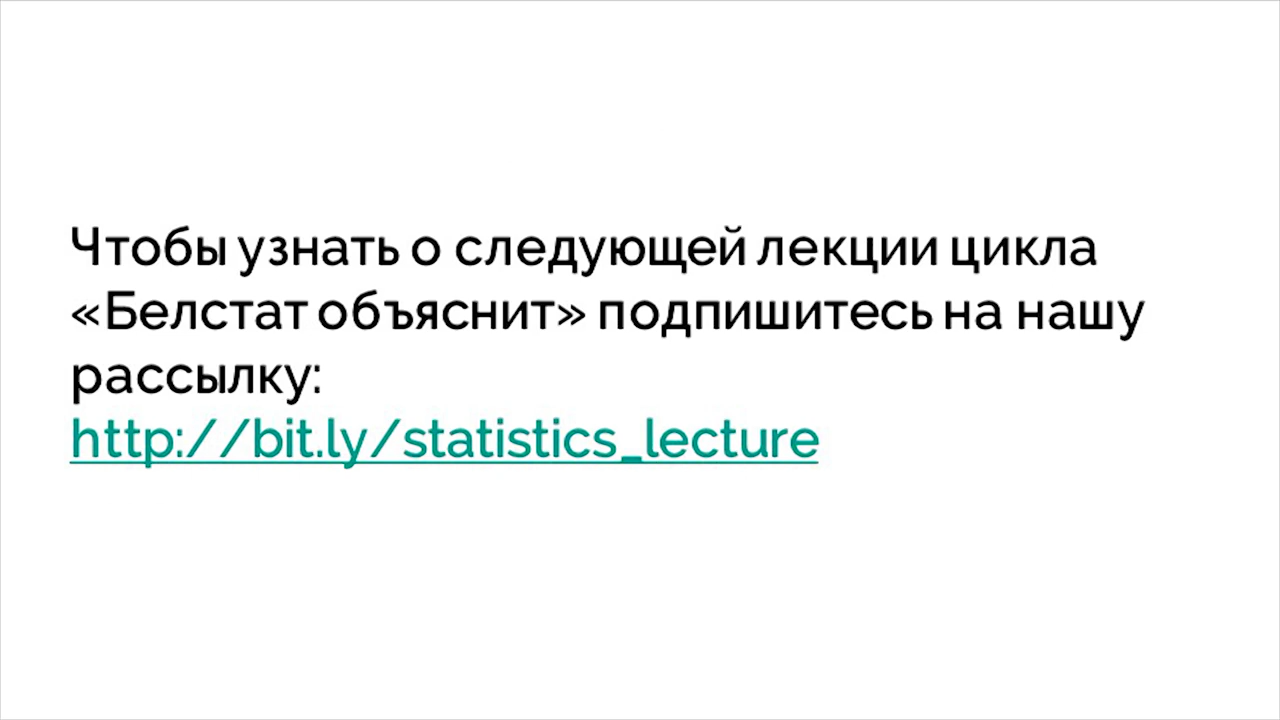 Чтобы узнать о следующей лекции цикла
«Белстат объяснит» подпишитесь на нашу
рассылку:
http://bit.ly/statistics_lecture